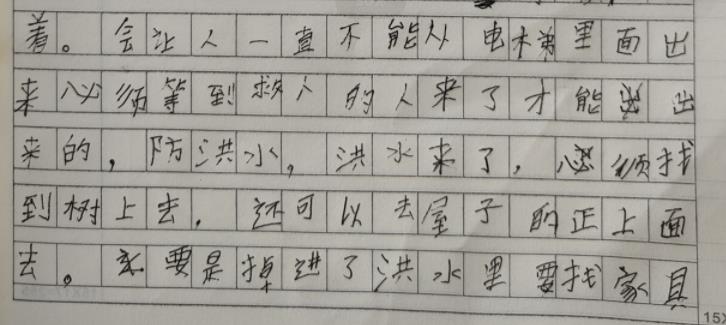 着。会让人一直不能从电梯里面出
来必须等到救人的人来了才能出
来的，防洪水，洪水来了，必须找
到树上去．还可以去屋子的正上面
去。要是掉进了洪水里要找家具
15